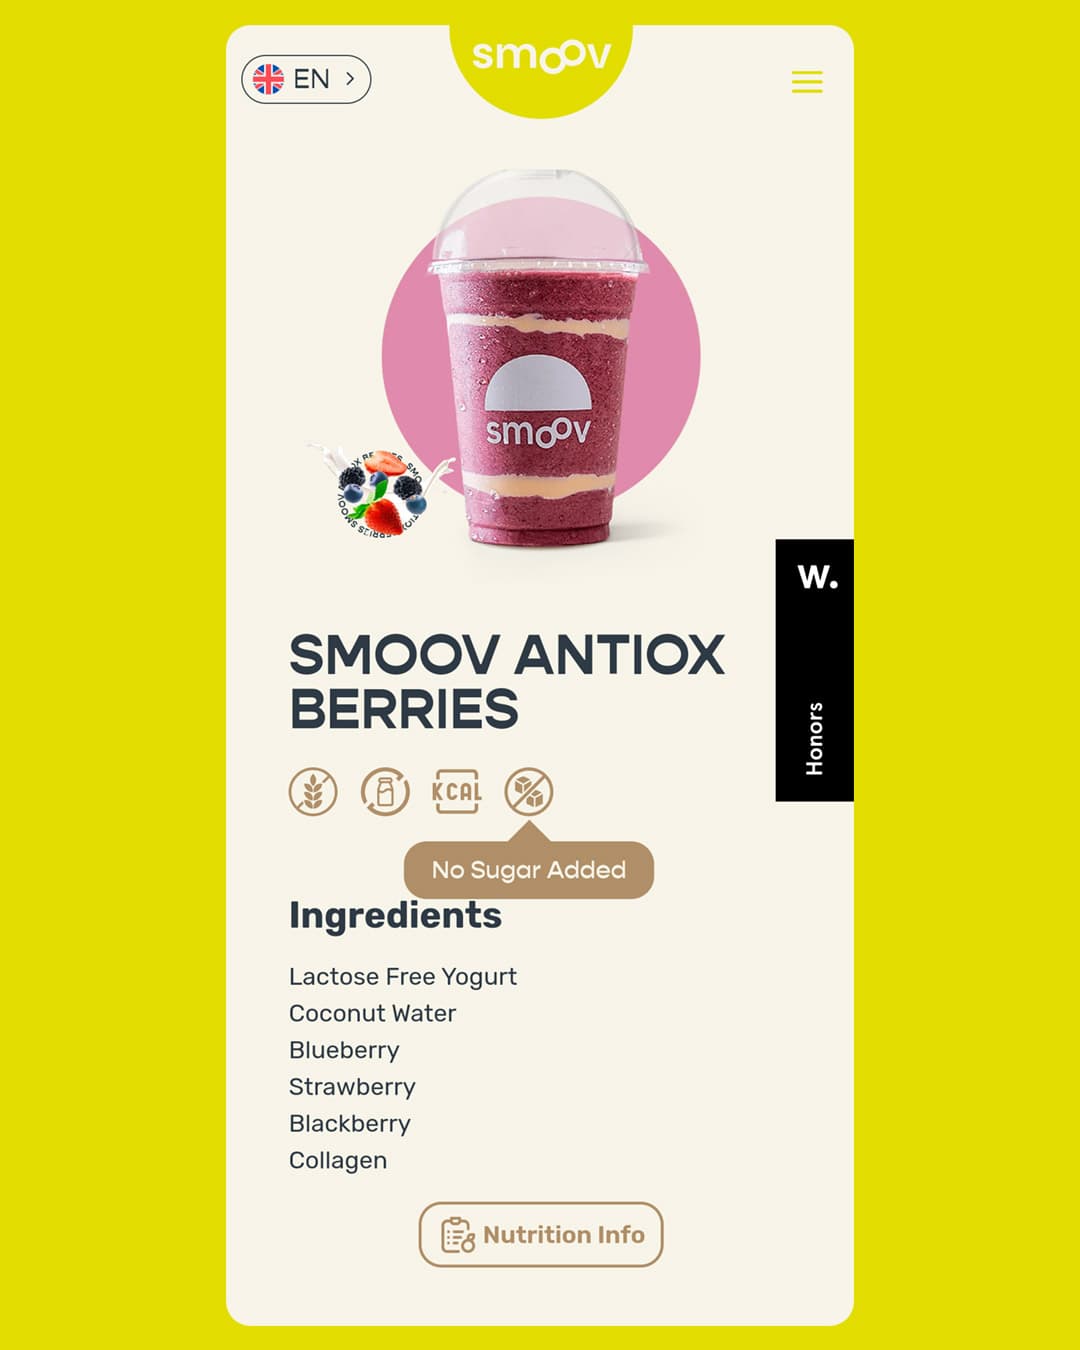 EN
smoov
smoov
W.
Honors
SMOOV ANTIOX
BERRIES
KCAL
No Sugar Added
Ingredients
Lactose Free Yogurt
Coconut Water
Blueberry
Strawberry
Blackberry
Collagen
Nutrition Info